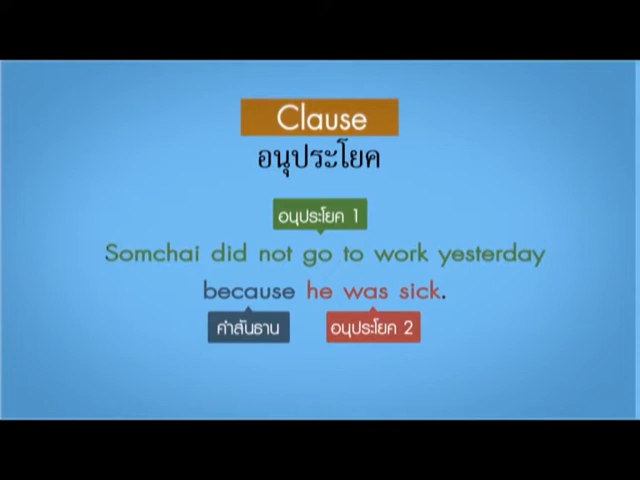 Clause
อนุประโยค
อนุประโยค 1
Somchai did not go to work yesterday
because he was sick.
คำสันธาน อนุประโยค 2